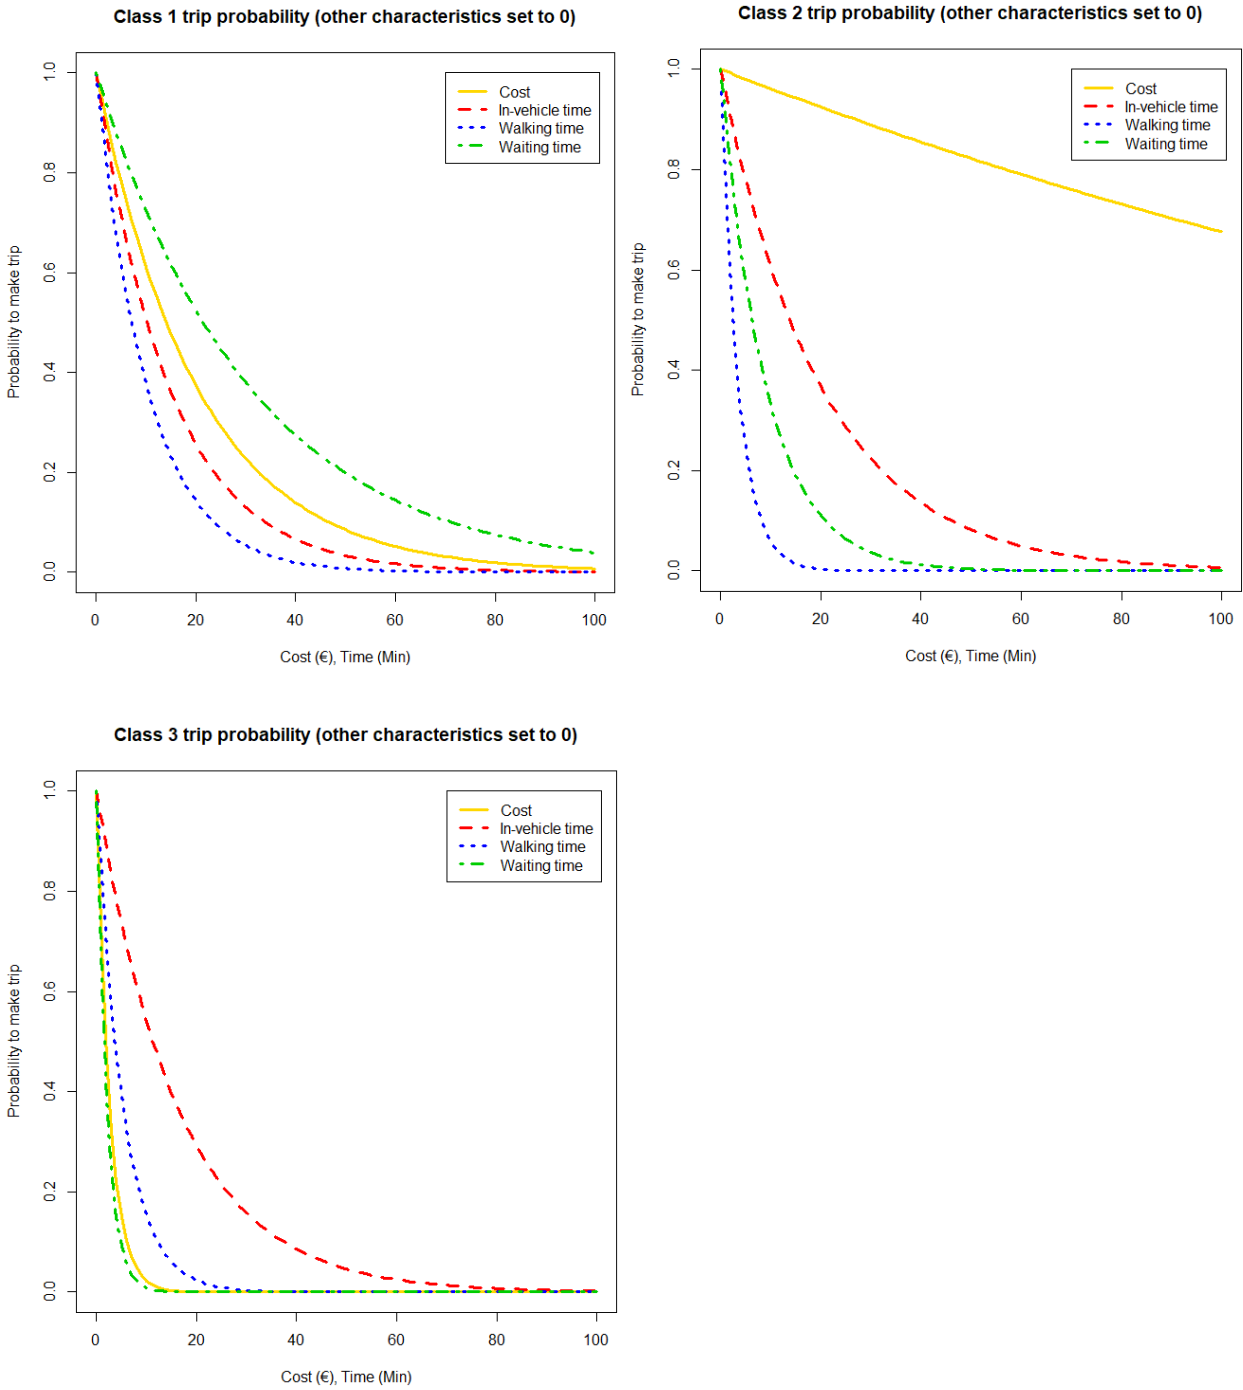 Class 1 trip probability (other characteristics set to 0)
Probability to make trip
1.0
0.8
0.6
0.4
0.2
0.0
Cost
In-vehicle time
Walking time
Waiting time
0 20 40 60 80 100
Cost (€), Time (Min)
Class 2 trip probability (other characteristics set to 0)
Probability to make trip
1.0
0.8
0.6
0.4
0.2
0.0
Cost
In-vehicle time
Walking time
Waiting time
0 20 40 60 80 100
Cost (€), Time (Min)
Class 3 trip probability (other characteristics set to 0)
Probability to make trip
1.0
0.8
0.6
0.4
0.2
0.0
Cost
In-vehicle time
Walking time
Waiting time
0 20 40 60 80 100
Cost (€), Time (Min)